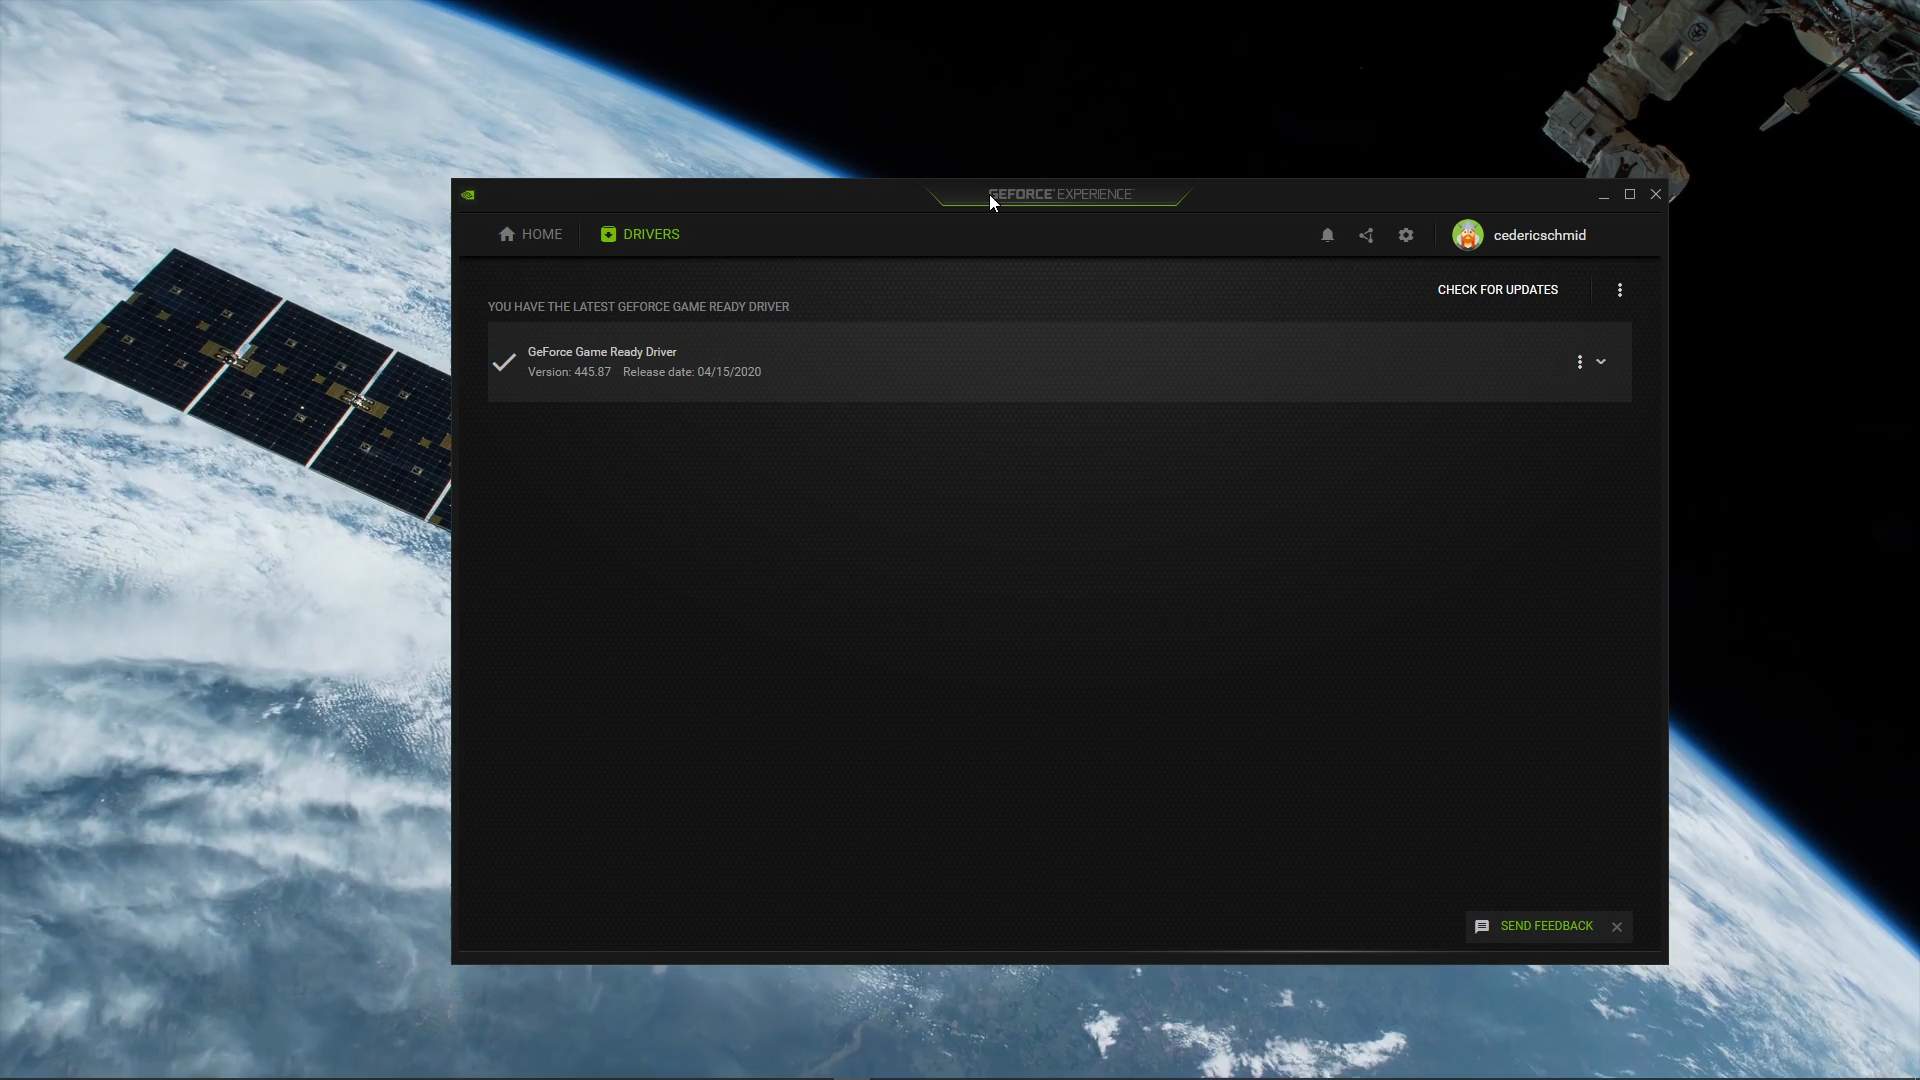 GEFORCE EXPERIENCE
HOME
DRIVERS
cedericschmid
CHECK FOR UPDATES
YOU HAVE THE LATEST GEFORCE GAME READY DRIVER
GeForce Game Ready Driver
Version: 445.87 Release date: 04/15/2020
SEND FEEDBACK